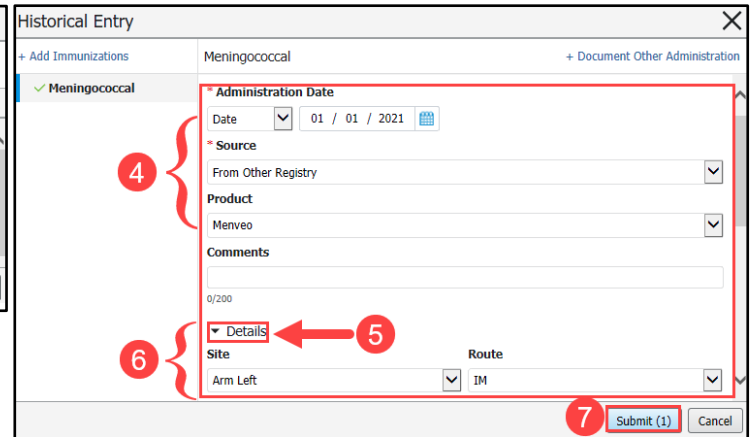 Historical Entry
+ Add Immunizations
Meningococcal
+ Document Other Administration
Meningococcal
* Administration Date
Date 01 / 01 / 2021
* Source
4
From Other Registry
Product
Menveo
Comments
0/200
Details 5
6
Site Route
Arm Left IM
7 Submit (1) Cancel